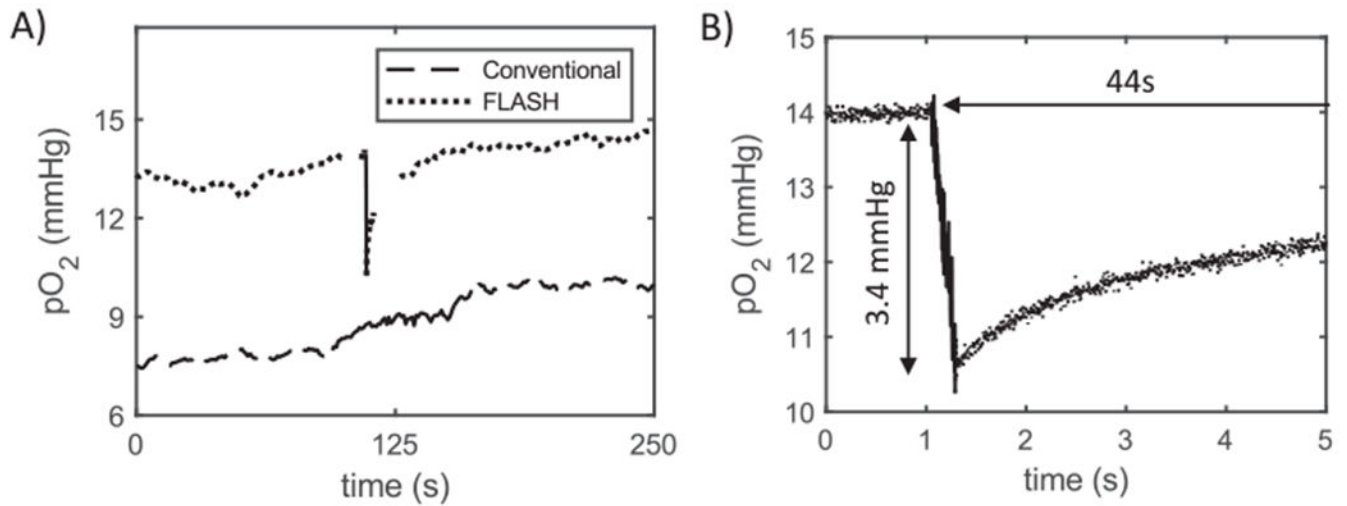 A)
pO2 (mmHg)
15
12
9
6
0
125
250
time (s)
Conventional
FLASH
B)
pO2 (mmHg)
15
14
13
12
11
10
0
1
2
3
4
5
time (s)
44s
3.4 mmHg